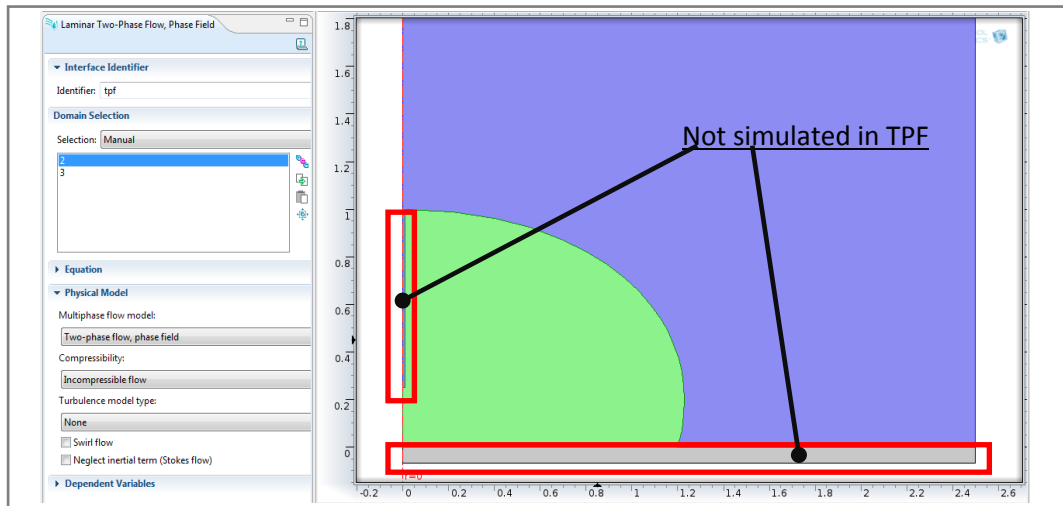 Laminar Two-Phase Flow, Phase Field
Interface Identifier
Identifier: tpf
Domain Selection
Selection: Manual
2
3
Equation
Physical Model
Multiphase flow model:
Two-phase flow, phase field
Compressibility:
Incompressible flow
Turbulence model type:
None
Swirl flow
Neglect inertial term (Stokes flow)
Dependent Variables
1.8
1.6
1.4
1.2
1
0.8
0.6
0.4
0.2
0
Not simulated in TPF
r=0
-0.2 0 0.2 0.4 0.6 0.8 1 1.2 1.4 1.6 1.8 2 2.2 2.4 2.6